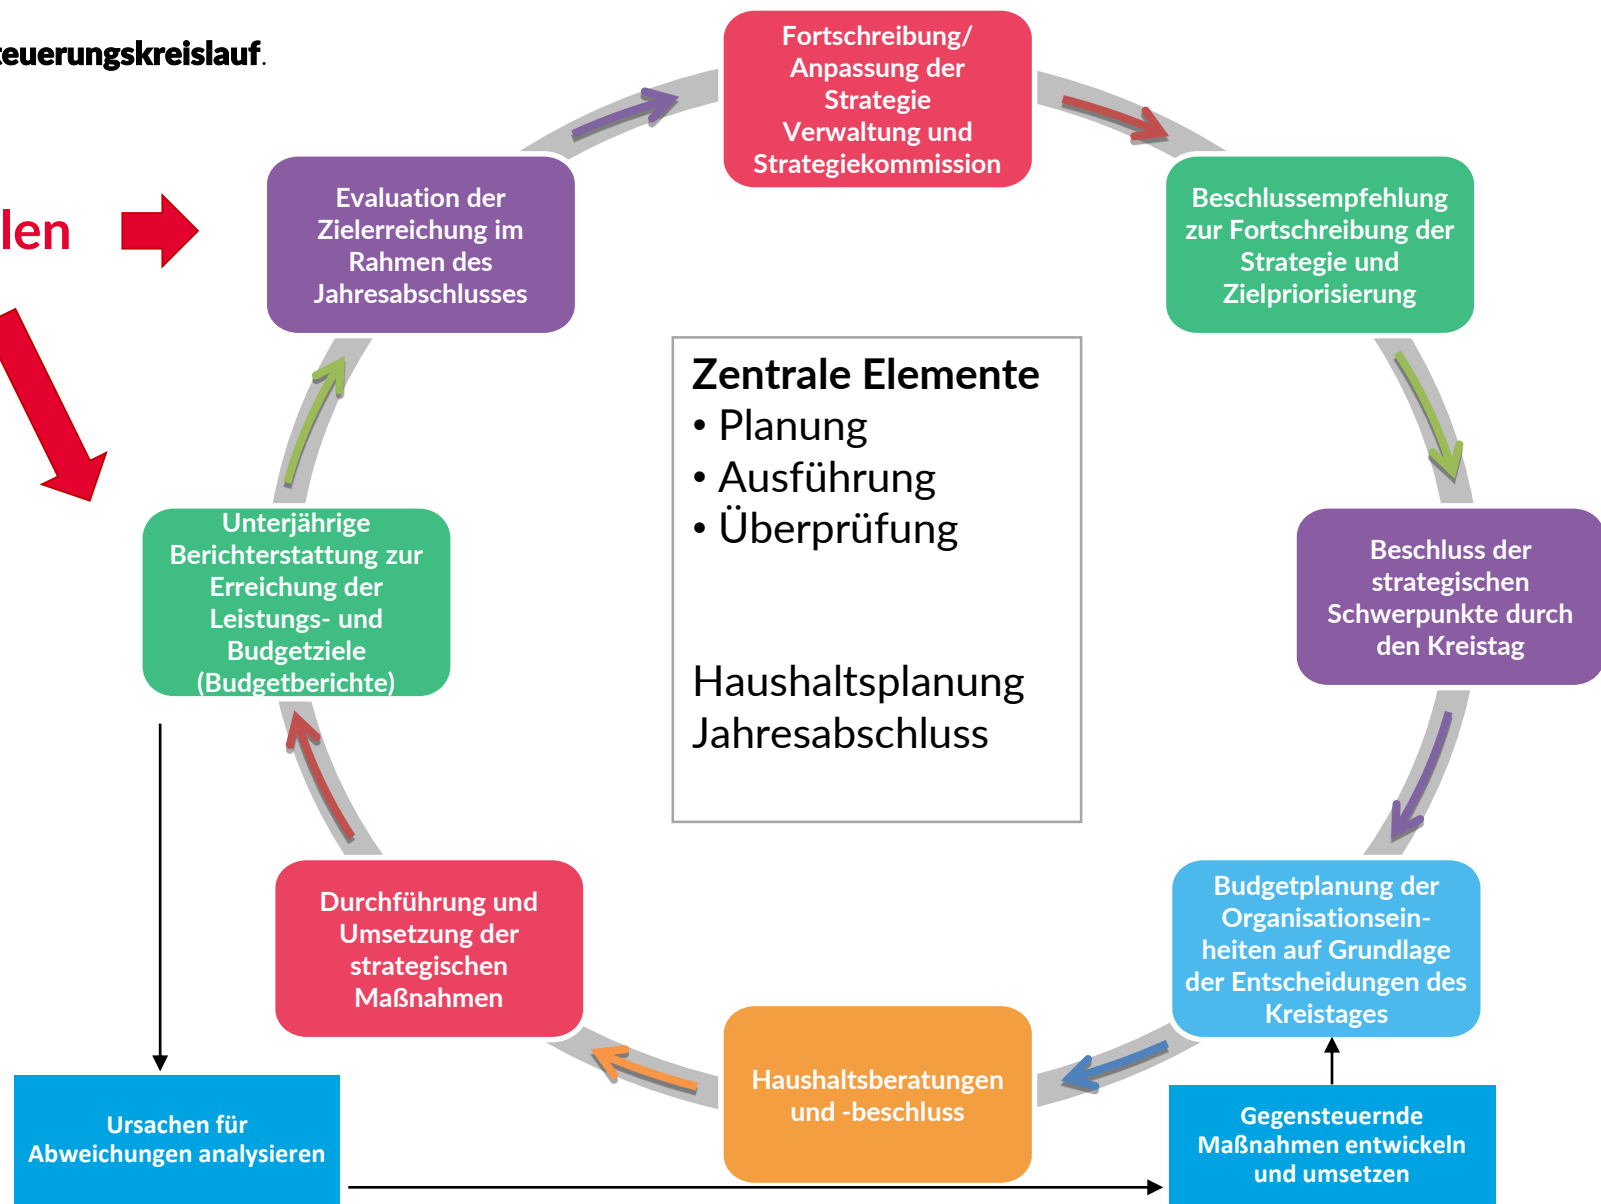 teuerungskreislauf.
Fortschreibung/
Anpassung der
Strategie
Verwaltung und
Strategiekommission
Beschlussempfehlung
zur Fortschreibung der
Strategie und
Zielpriorisierung
Beschluss der
strategischen
Schwerpunkte durch
den Kreistag
Budgetplanung der
Organisationsein-
heiten auf Grundlage
der Entscheidungen des
Kreistages
Haushaltsberatungen
und -beschluss
Durchführung und
Umsetzung der
strategischen
Maßnahmen
Unterjährige
Berichterstattung zur
Erreichung der
Leistungs- und
Budgetziele
(Budgetberichte)
Evaluation der
Zielerreichung im
Rahmen des
Jahresabschlusses
len
Zentrale Elemente
• Planung
• Ausführung
• Überprüfung
Haushaltsplanung
Jahresabschluss
Ursachen für
Abweichungen analysieren
Gegensteuernde
Maßnahmen entwickeln
und umsetzen